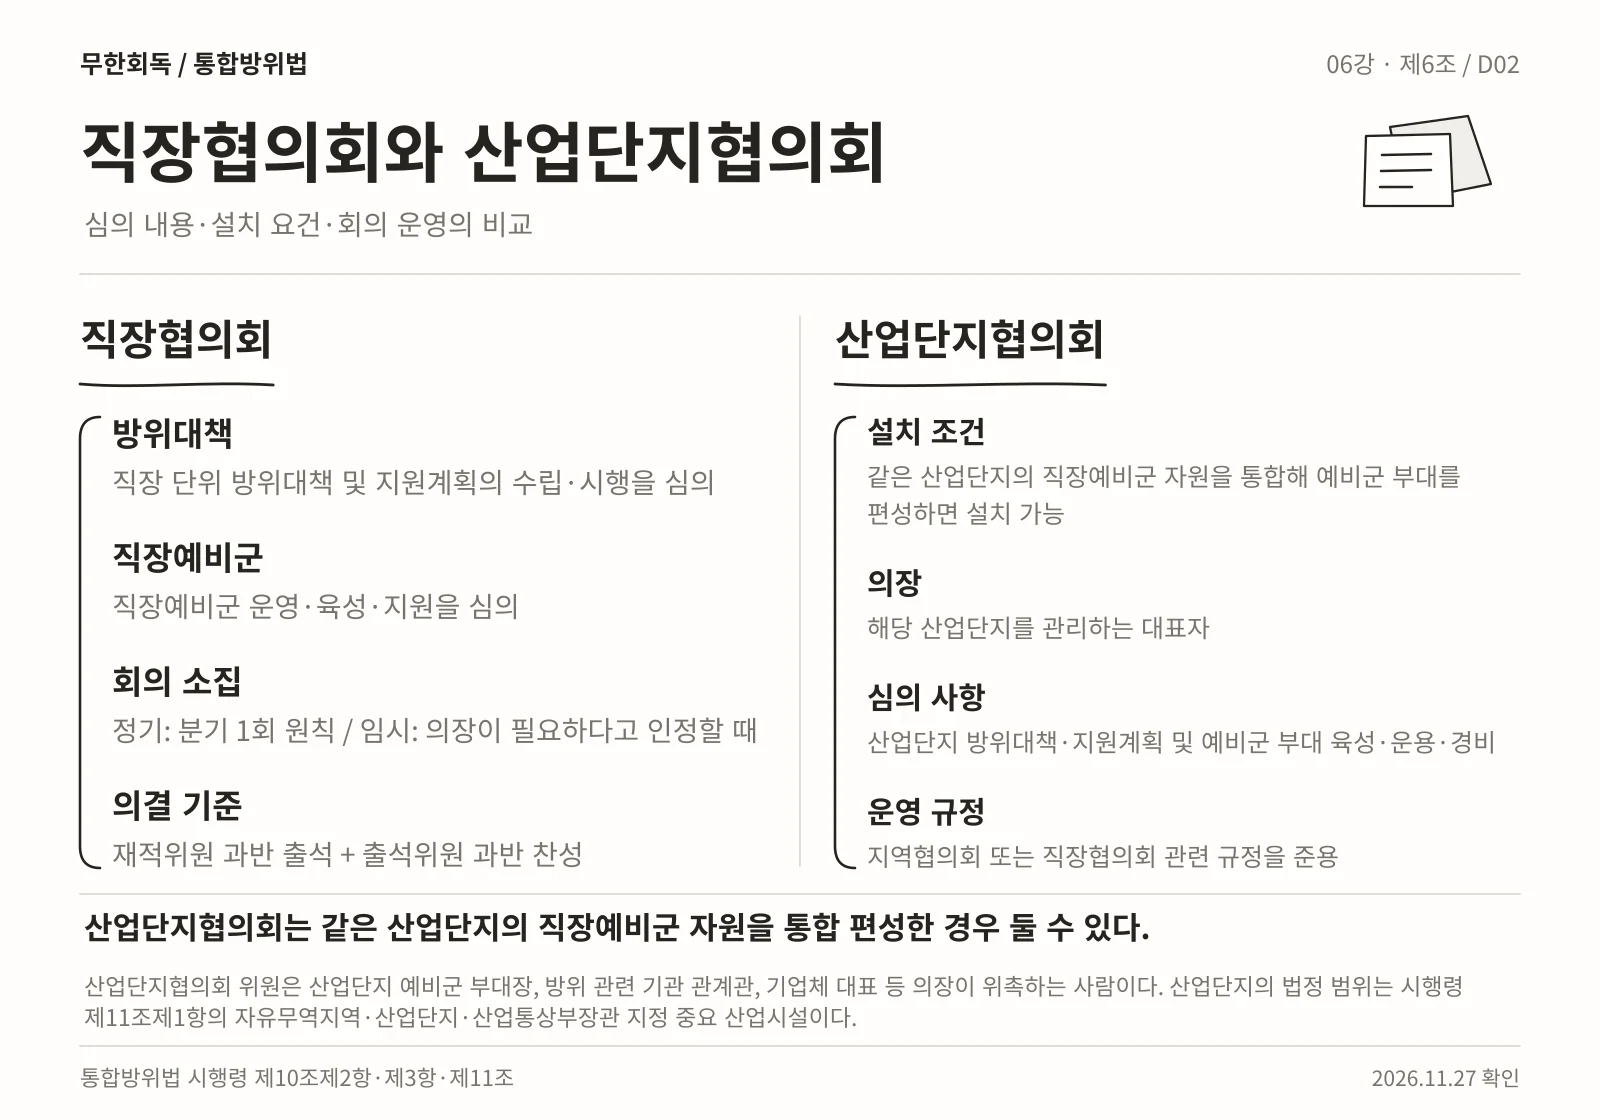 무한회독 / 통합방위법
06강 · 제6조 / D02
직장협의회와 산업단지협의회
심의 내용·설치 요건·회의 운영의 비교
직장협의회
방위대책
직장 단위 방위대책 및 지원계획의 수립·시행을 심의
직장예비군
직장예비군 운영·육성·지원을 심의
회의 소집
정기: 분기 1회 원칙 / 임시: 의장이 필요하다고 인정할 때
의결 기준
재적위원 과반 출석 + 출석위원 과반 찬성
산업단지협의회
설치 조건
같은 산업단지의 직장예비군 자원을 통합해 예비군 부대를
편성하면 설치 가능
의장
해당 산업단지를 관리하는 대표자
심의 사항
산업단지 방위대책·지원계획 및 예비군 부대 육성·운용·경비
운영 규정
지역협의회 또는 직장협의회 관련 규정을 준용
산업단지협의회는 같은 산업단지의 직장예비군 자원을 통합 편성한 경우 둘 수 있다.
산업단지협의회 위원은 산업단지 예비군 부대장, 방위 관련 기관 관계관, 기업체 대표 등 의장이 위촉하는 사람이다. 산업단지의 법정 범위는 시행령
제11조제1항의 자유무역지역·산업단지·산업통상부장관 지정 중요 산업시설이다.
통합방위법 시행령 제10조제2항·제3항·제11조
2026.11.27 확인